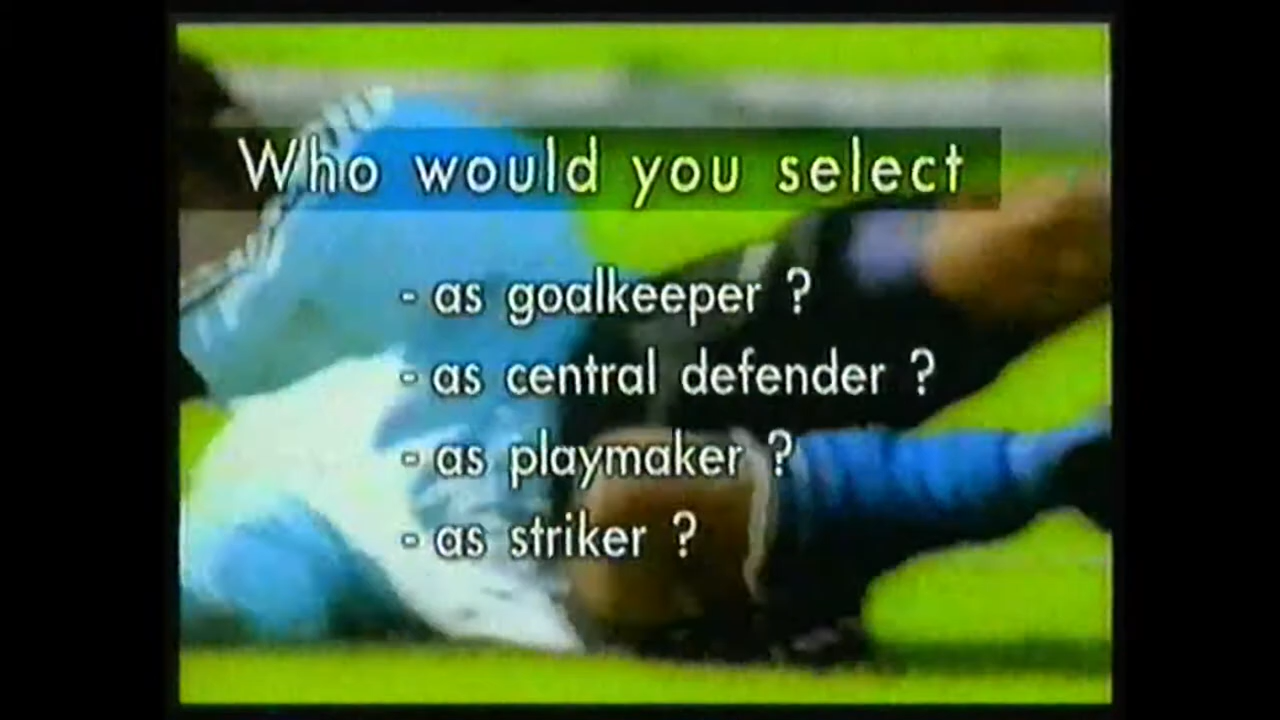 Who would you select
- as goalkeeper ?
- as central defender ?
- as playmaker ?
- as striker ?